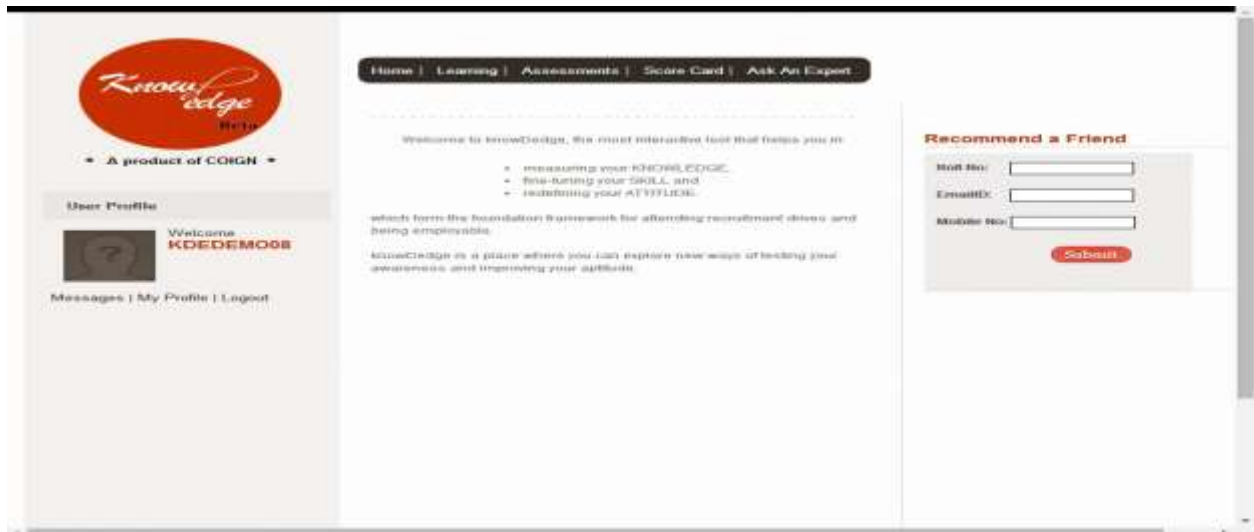 Know
edge
Beta
• A product of COIGN •
User Profile
Welcome
KDEDEMO08
Messages | My Profile | Logout
Home | Learning | Assessments | Score Card | Ask An Expert
Welcome to knowDedge, the most interactive tool that helps you in
• measuring your KNOWLEDGE,
• fine-tuning your SKILL and
• redefining your ATTITUDE
which form the foundation framework for attending recruitment drives and
being employable.
knowDedge is a place where you can explore new ways of testing your
awareness and improving your aptitude.
Recommend a Friend
Roll No:
EmailID:
Mobile No:
Submit